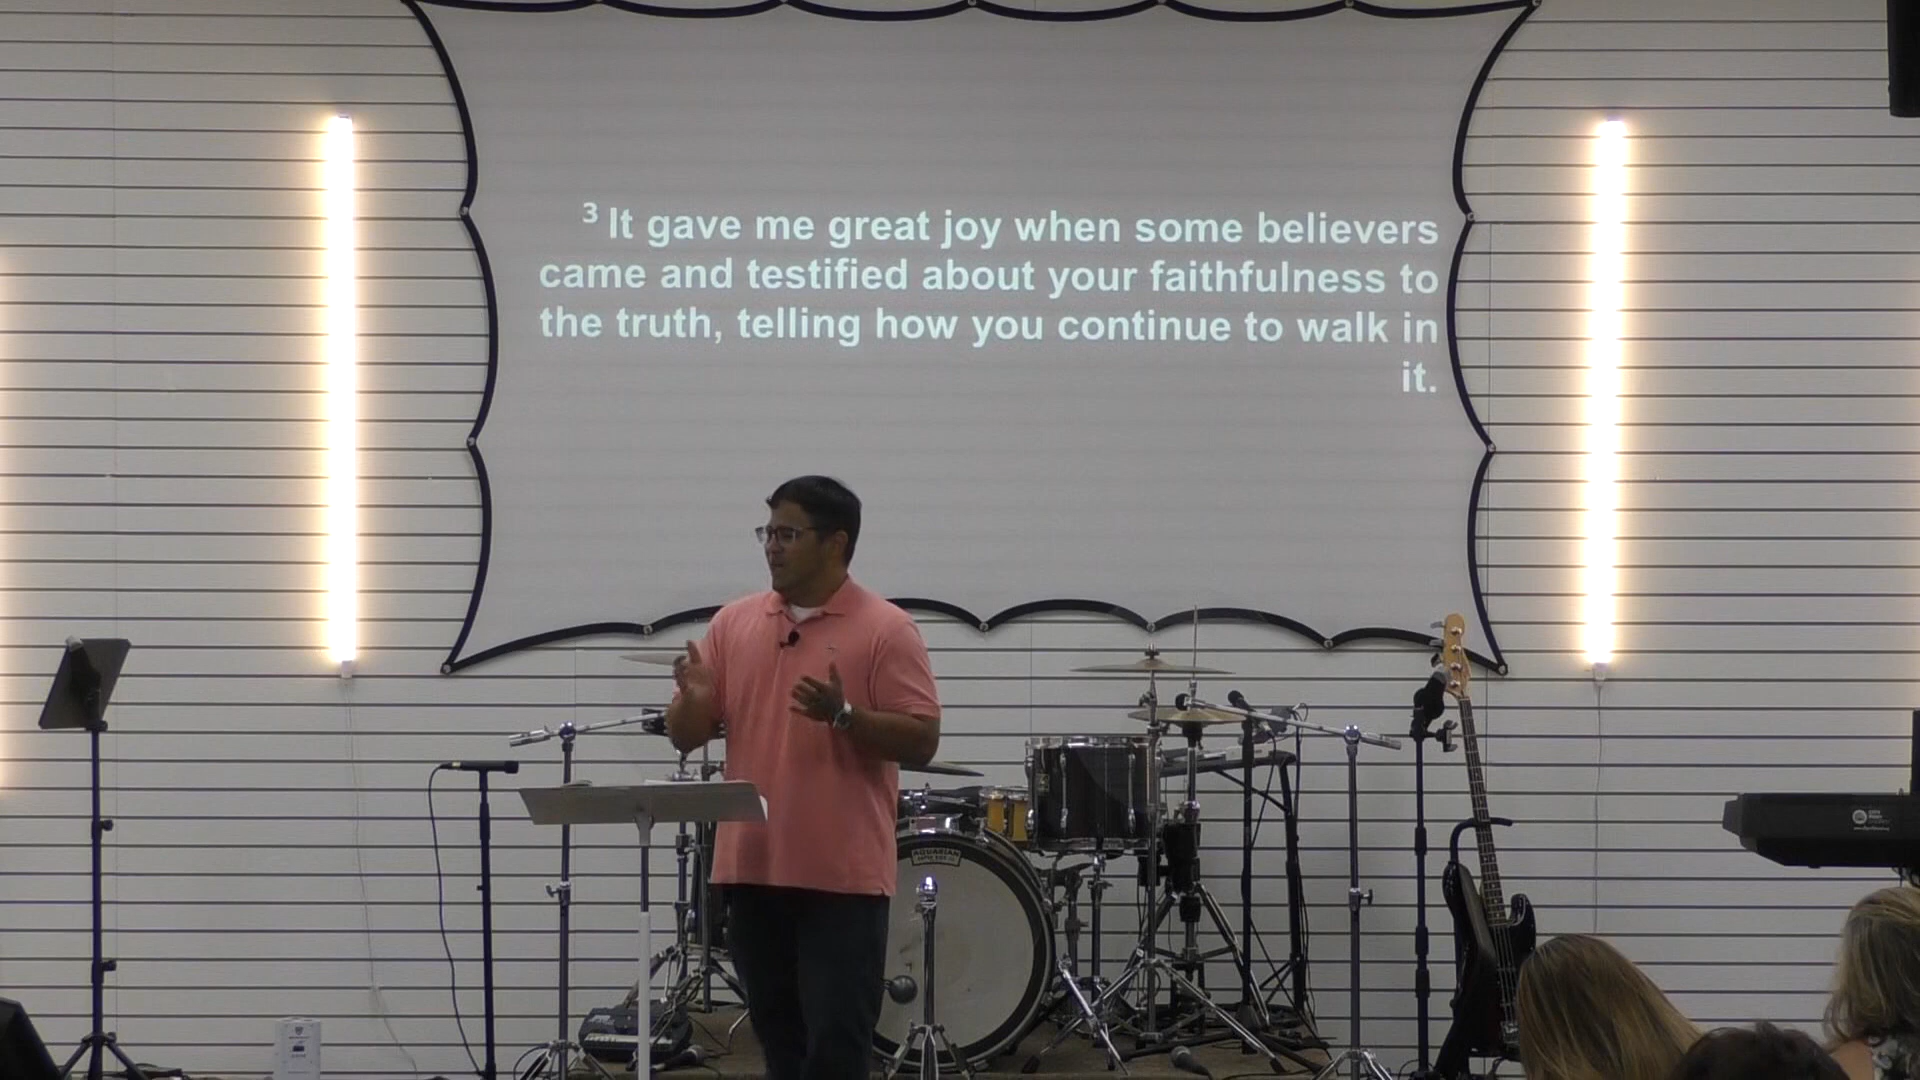 3 It gave me great joy when some believers
came and testified about your faithfulness to
the truth, telling how you continue to walk in
it.
AQUARIAN